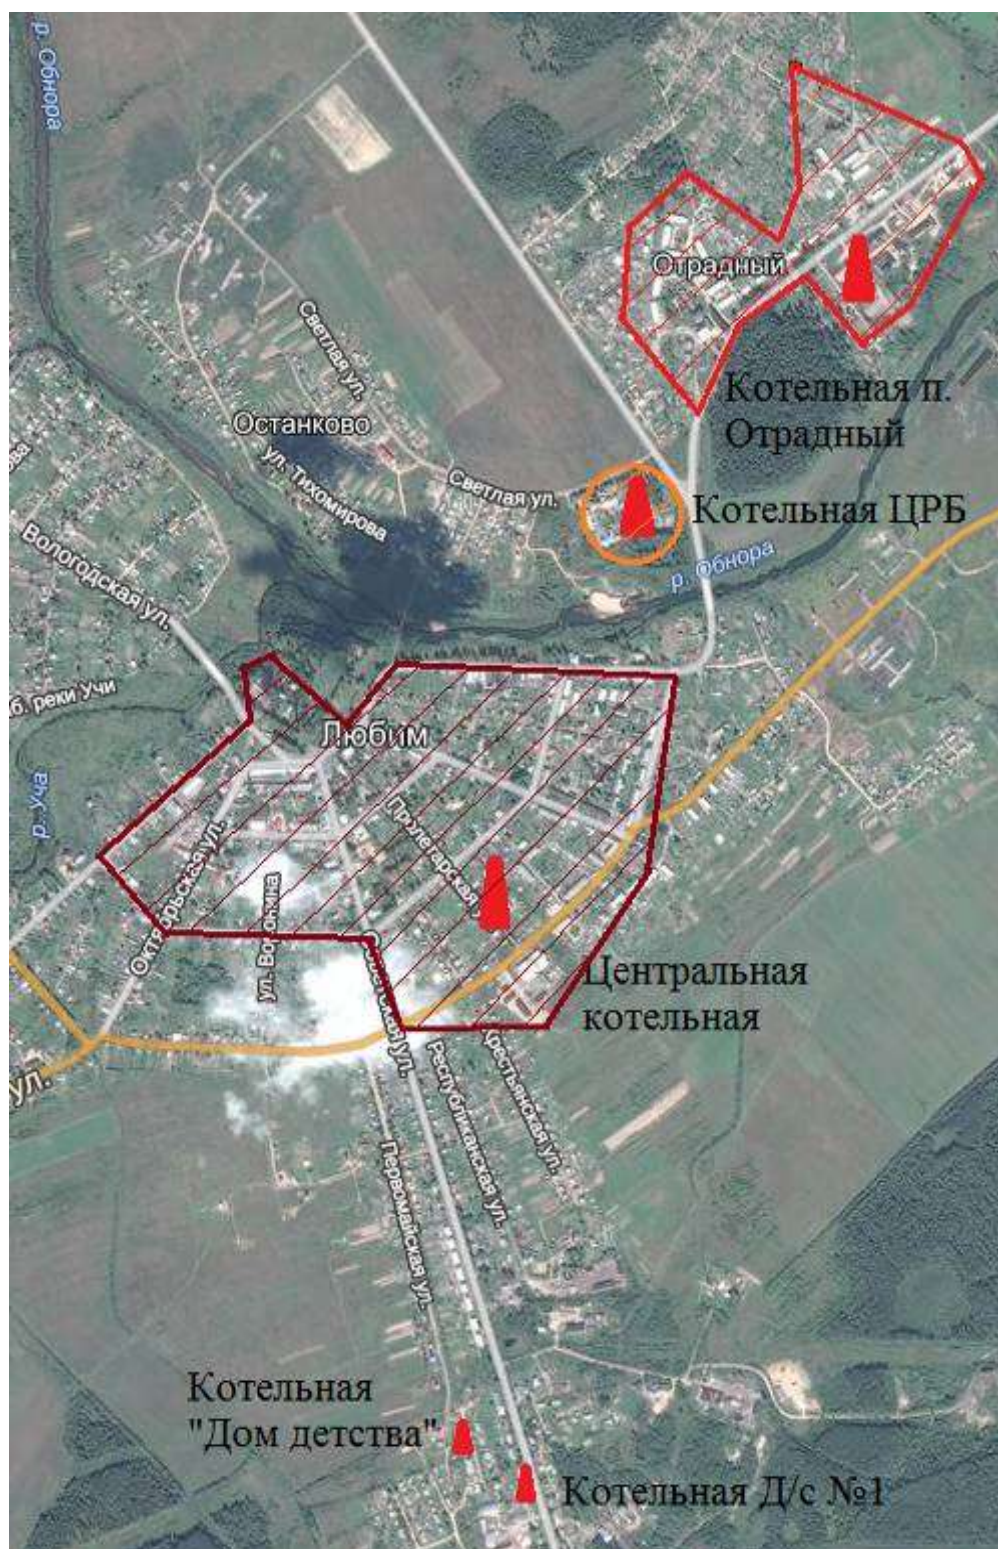 р. Обнора
Отрадный
Светлая ул.
Котельная п.
Отрадный
Останково
ул. Тихомирова
Светлая ул.
Котельная ЦРБ
Вологодская ул.
р. Обнора
б. реки Учи
Любим
р. Уча
Пролетарская у
Октябрьская ул.
ул. Воронина
Советская ул.
Центральная
котельная
ул.
Республиканская ул.
Крестьянская ул.
Первомайская ул.
Котельная
"Дом детства"
Котельная Д/с №1